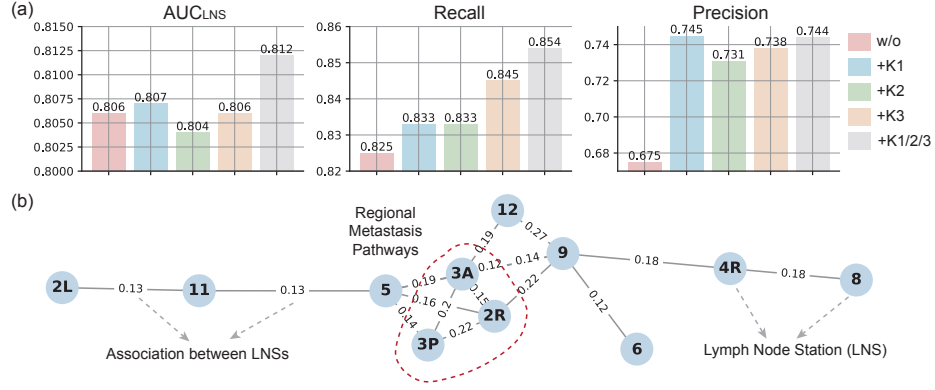 (a)
AUCLNS
Recall
Precision
0.8150
0.8125
0.8100
0.8075
0.8050
0.8025
0.8000
0.806
0.807
0.804
0.806
0.812
0.86
0.85
0.84
0.83
0.82
0.825
0.833
0.833
0.845
0.854
0.74
0.72
0.70
0.68
0.675
0.745
0.731
0.738
0.744
w/o
+K1
+K2
+K3
+K1/2/3
(b)
Regional
Metastasis
Pathways
12
0.19
0.27
9
3A
0.12
0.14
0.19
0.18
4R
0.18
8
2L
0.13
11
0.13
5
0.16
0.15
0.22
0.14
0.2
2R
0.12
3P
0.22
6
Association between LNSs
Lymph Node Station (LNS)